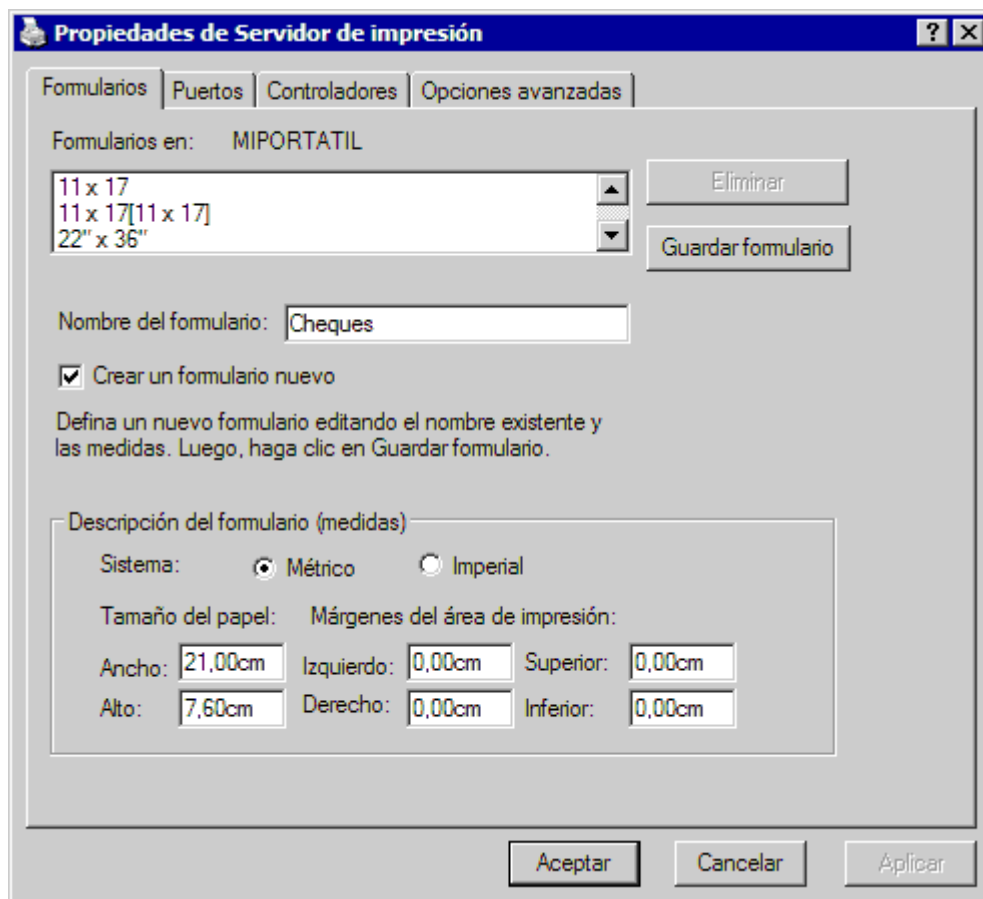 Propiedades de Servidor de impresión
Formularios Puertos Controladores Opciones avanzadas
Formularios en: MIPORTATIL
11 x 17
11 x 17[11 x 17]
22" x 36"
Eliminar
Guardar formulario
Nombre del formulario: Cheques
Crear un formulario nuevo
Defina un nuevo formulario editando el nombre existente y
las medidas. Luego, haga clic en Guardar formulario.
Descripción del formulario (medidas)
Sistema: Métrico Imperial
Tamaño del papel: Márgenes del área de impresión:
Ancho: 21,00cm Izquierdo: 0,00cm Superior: 0,00cm
Alto: 7,60cm Derecho: 0,00cm Inferior: 0,00cm
Aceptar Cancelar Aplicar